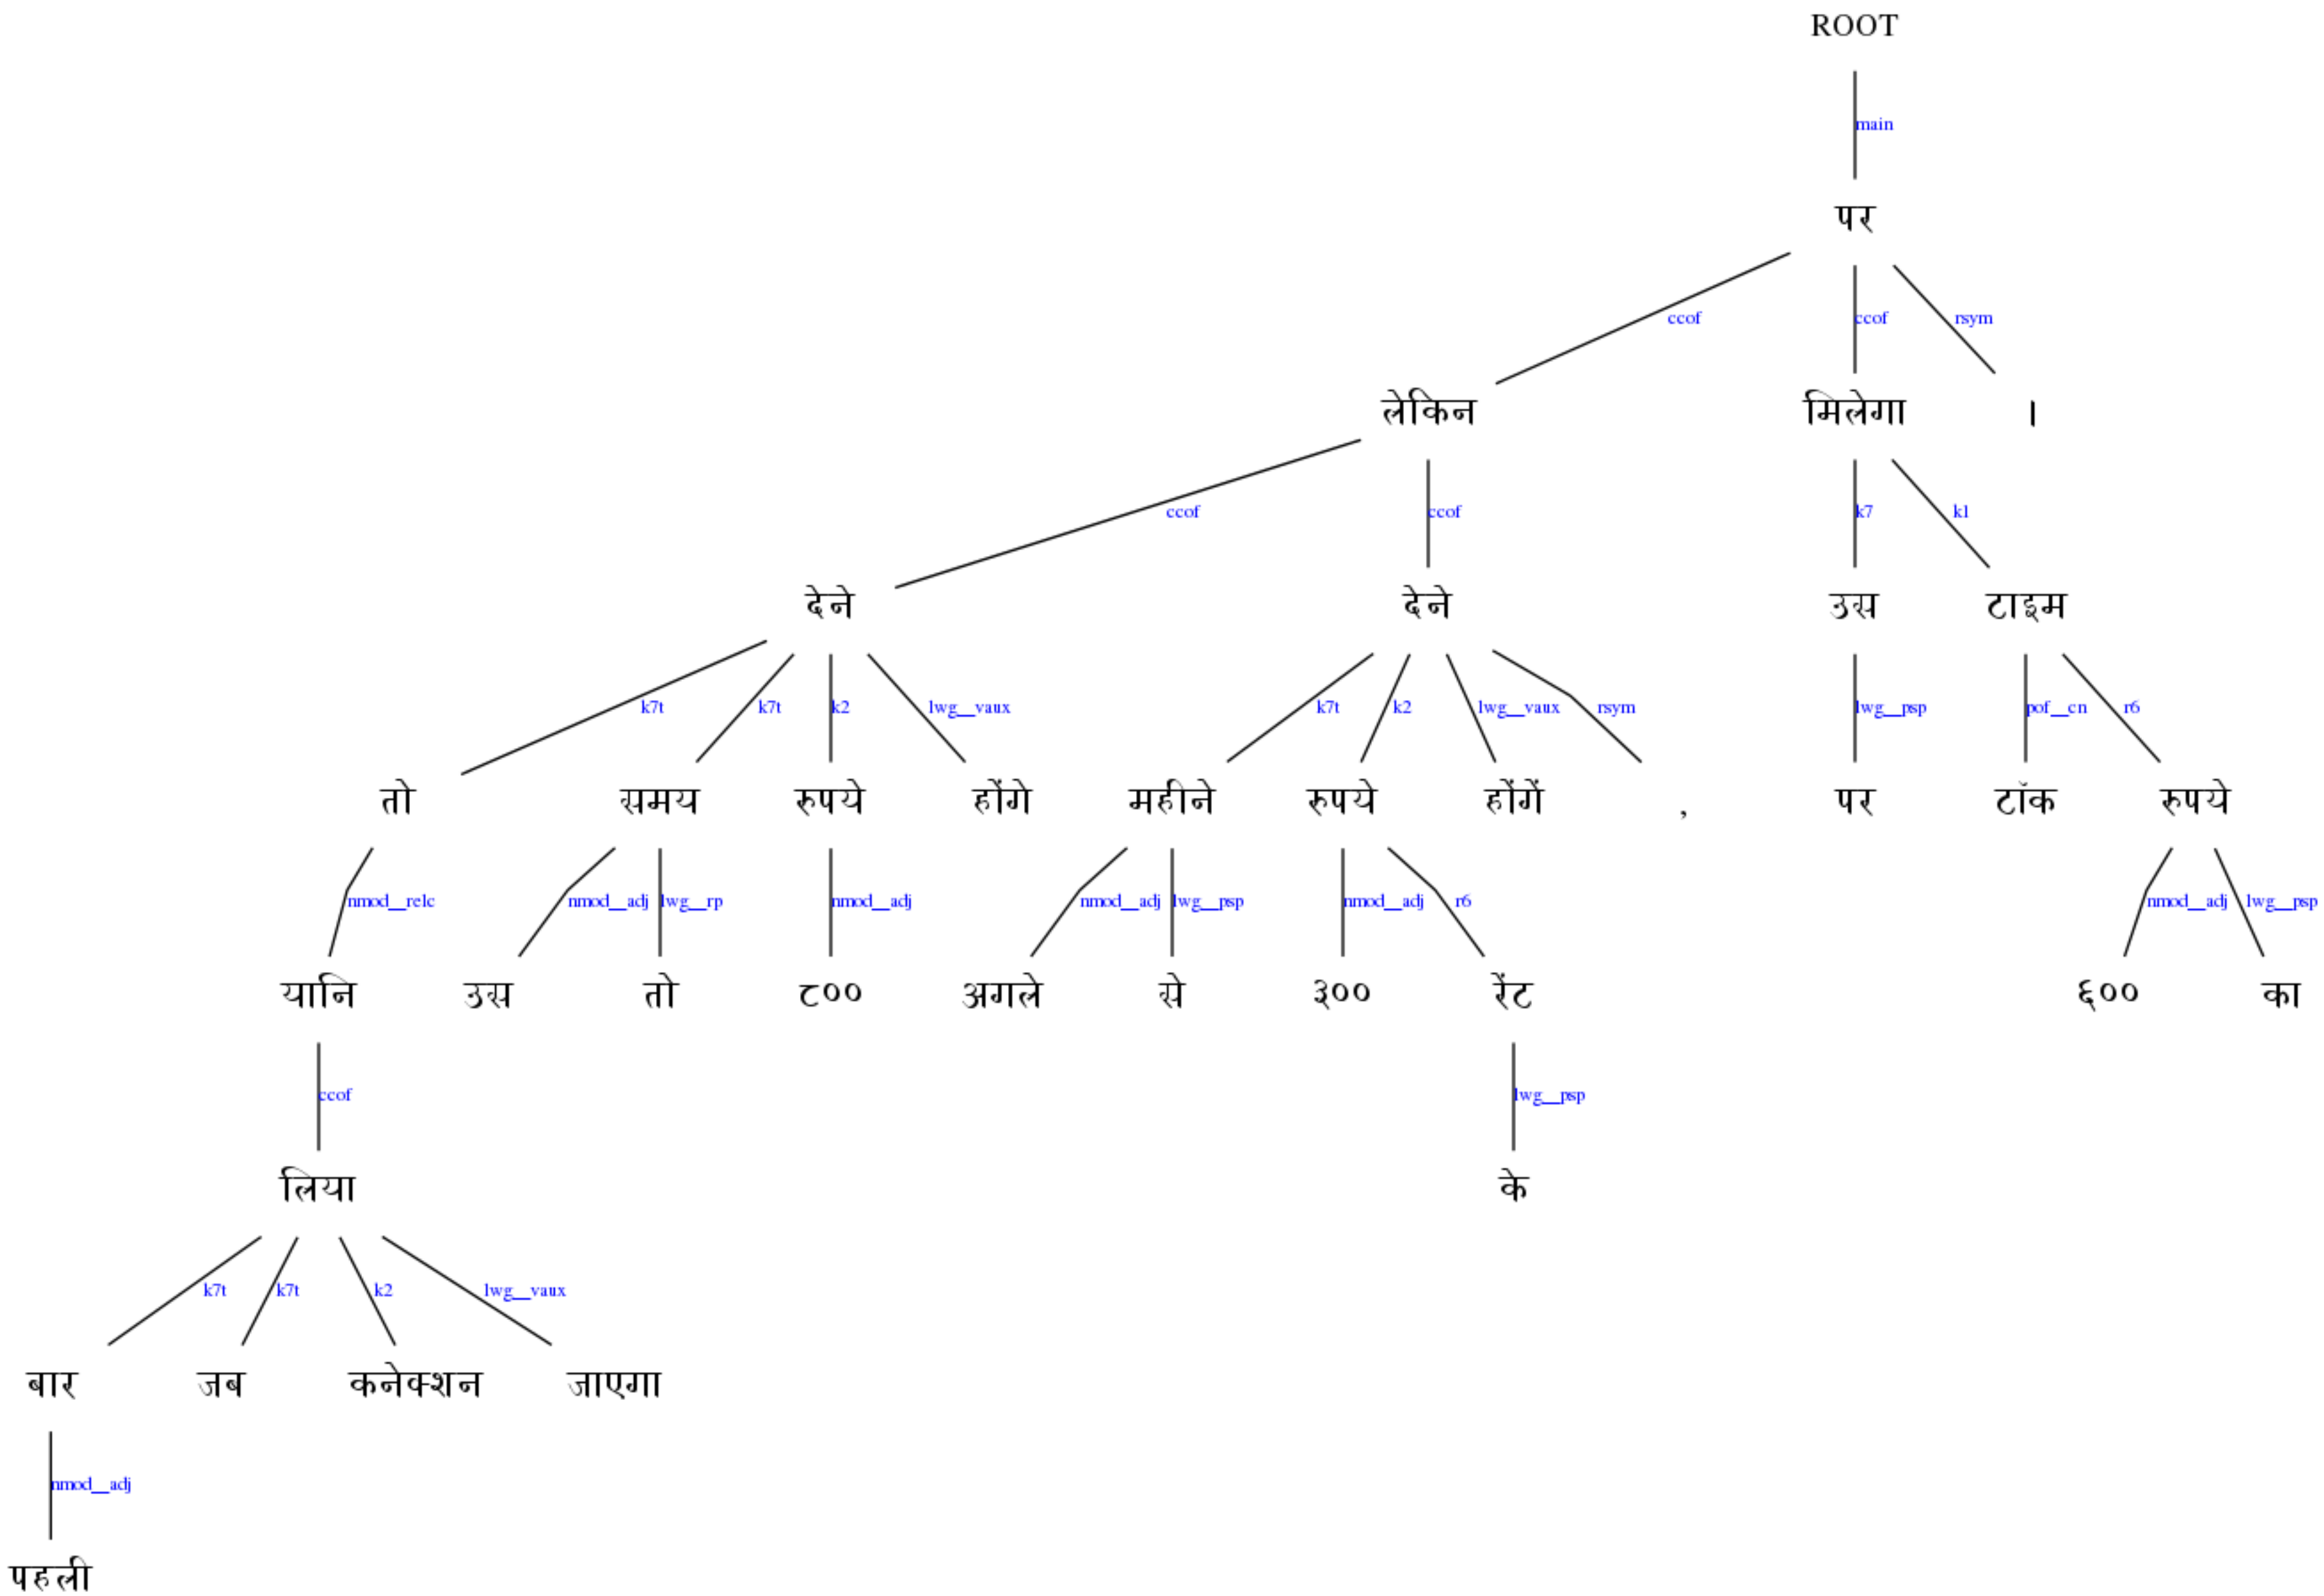 ROOT
main
पर
ccof ccof rsym
लेकिन मिलेगा ।
ccof ccof k7 k1
देने देने उस टाइम
k7t k7t k2 lwg__vaux k7t k2 lwg__vaux rsym lwg__psp pof__cn r6
तो समय रुपये होंगे महीने रुपये होंगें , पर टॉक रुपये
nmod__relc nmod__adj lwg__rp nmod__adj nmod__adj lwg__psp nmod__adj r6 nmod__adj lwg__psp
यानि उस तो ८०० अगले से ३०० रेंट ६०० का
ccof lwg__psp
लिया के
k7t k7t k2 lwg__vaux
बार जब कनेक्शन जाएगा
nmod__adj
पहली